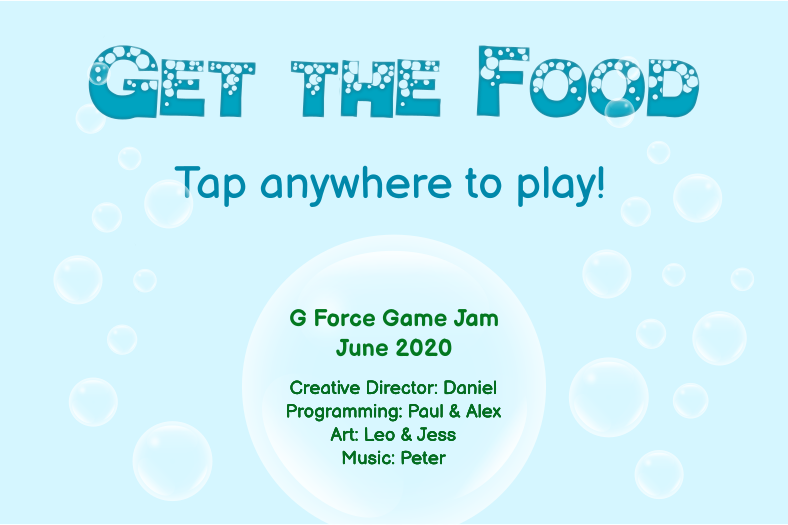 Get the Food
Tap anywhere to play!
G Force Game Jam
June 2020
Creative Director: Daniel
Programming: Paul & Alex
Art: Leo & Jess
Music: Peter